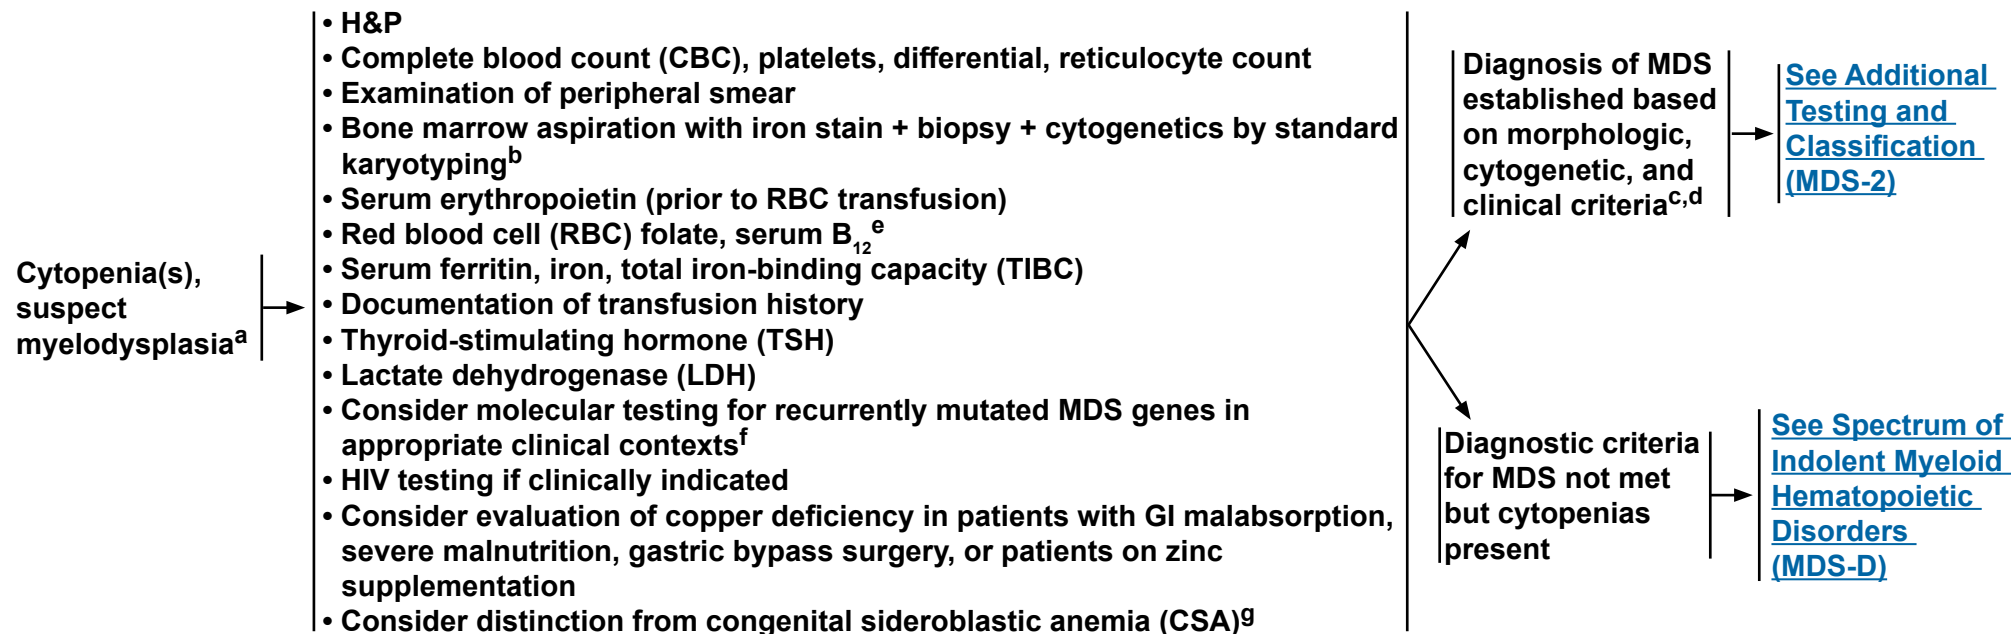 Cytopenia(s),
suspect
myelodysplasiaᵃ
• H&P
• Complete blood count (CBC), platelets, differential, reticulocyte count
• Examination of peripheral smear
• Bone marrow aspiration with iron stain + biopsy + cytogenetics by standard
karyotypingᵇ
• Serum erythropoietin (prior to RBC transfusion)
• Red blood cell (RBC) folate, serum B₁₂ᵉ
• Serum ferritin, iron, total iron-binding capacity (TIBC)
• Documentation of transfusion history
• Thyroid-stimulating hormone (TSH)
• Lactate dehydrogenase (LDH)
• Consider molecular testing for recurrently mutated MDS genes in
appropriate clinical contextsᶠ
• HIV testing if clinically indicated
• Consider evaluation of copper deficiency in patients with GI malabsorption,
severe malnutrition, gastric bypass surgery, or patients on zinc
supplementation
• Consider distinction from congenital sideroblastic anemia (CSA)ᵍ
Diagnosis of MDS
established based
on morphologic,
cytogenetic, and
clinical criteriaᶜ,ᵈ
See Additional
Testing and
Classification
(MDS-2)
Diagnostic criteria
for MDS not met
but cytopenias
present
See Spectrum of
Indolent Myeloid
Hematopoietic
Disorders
(MDS-D)